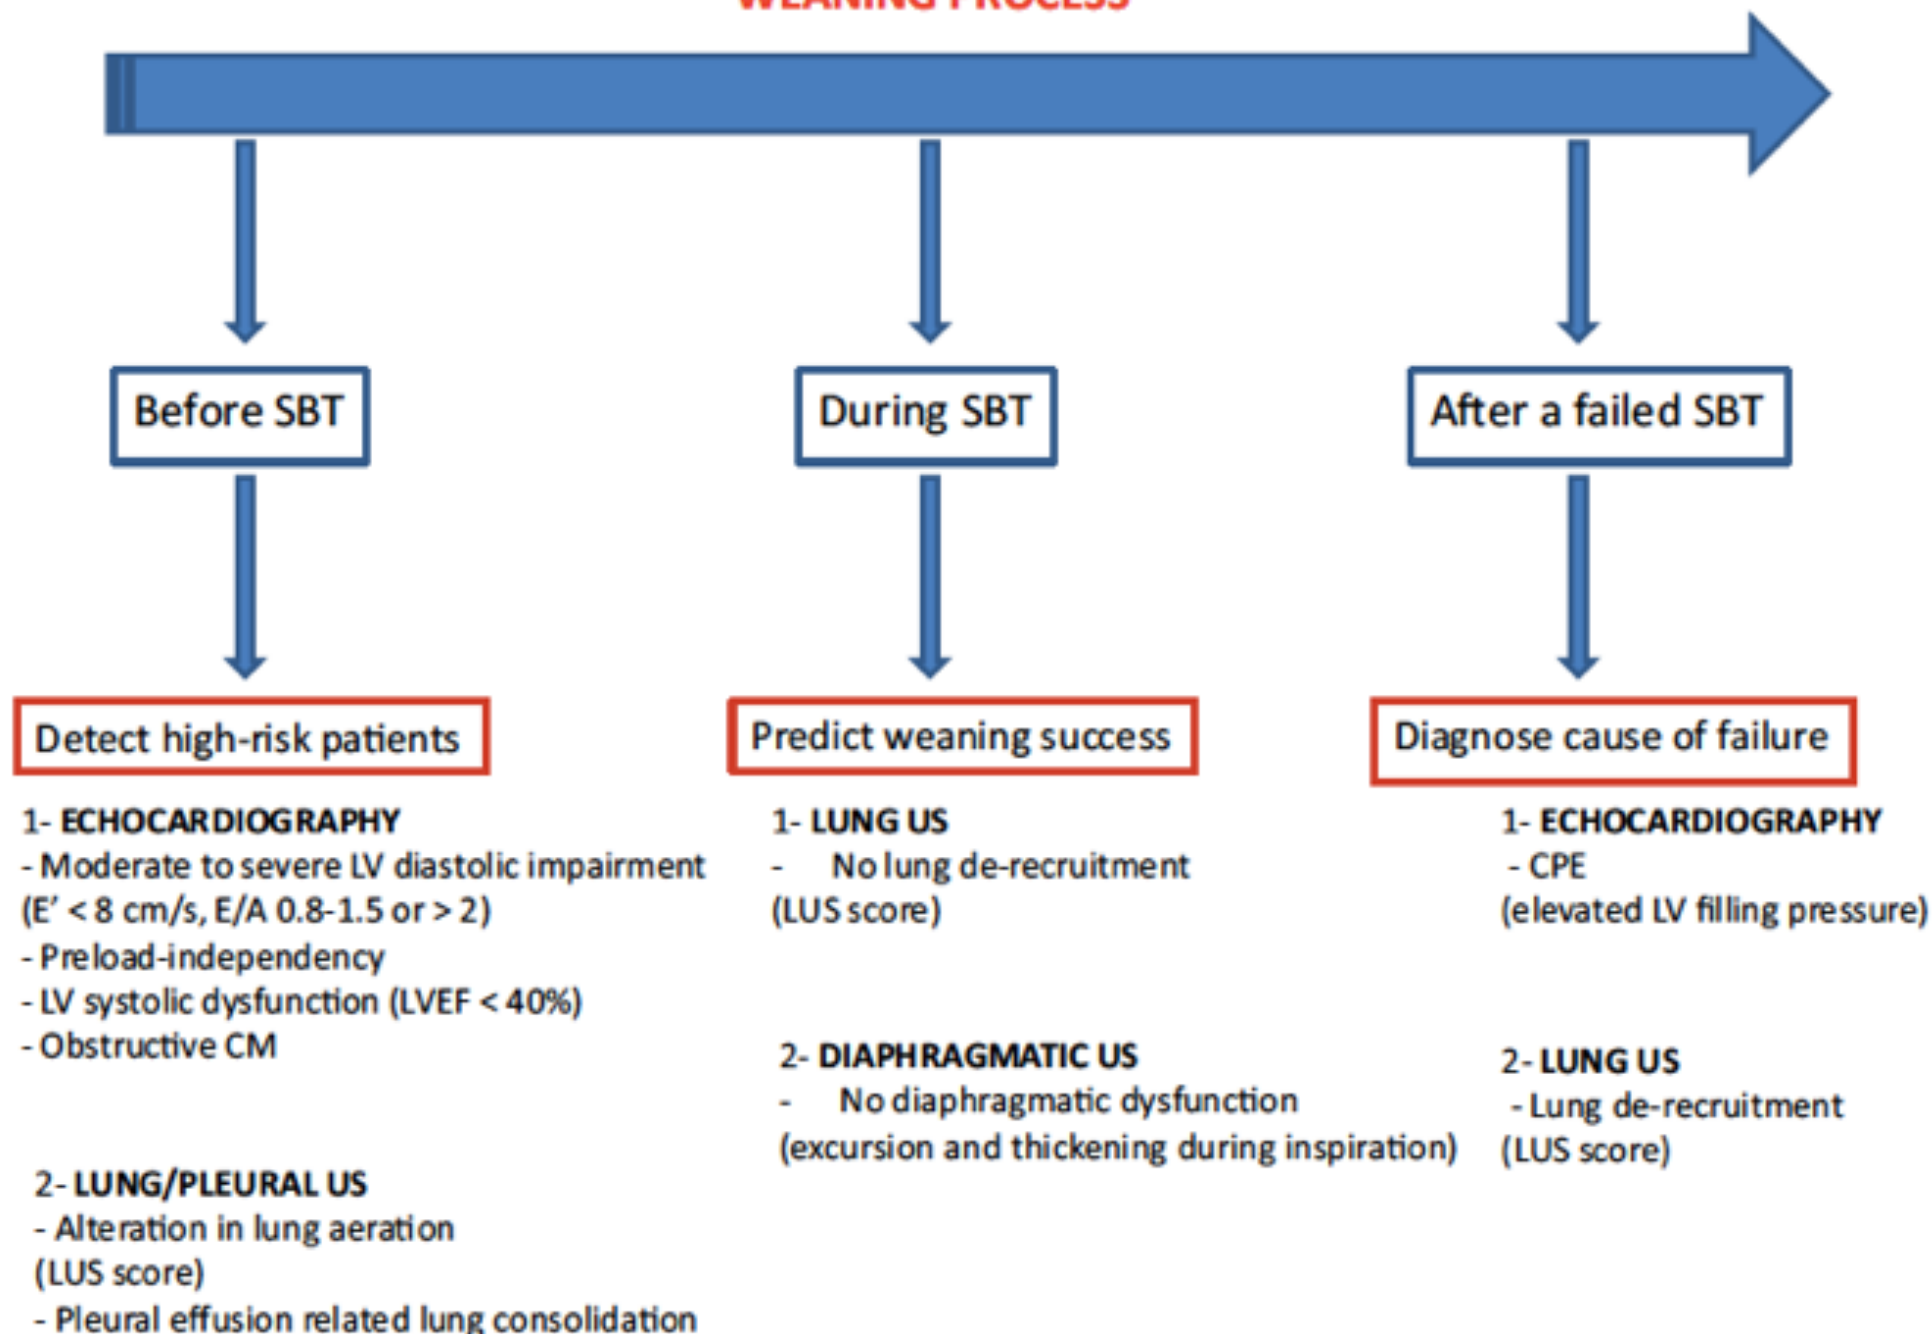 WEANING PROCESS
Before SBT
During SBT
After a failed SBT
Detect high-risk patients
Predict weaning success
Diagnose cause of failure
1- ECHOCARDIOGRAPHY
- Moderate to severe LV diastolic impairment
(E’ < 8 cm/s, E/A 0.8-1.5 or > 2)
- Preload-independency
- LV systolic dysfunction (LVEF < 40%)
- Obstructive CM
2- LUNG/PLEURAL US
- Alteration in lung aeration
(LUS score)
- Pleural effusion related lung consolidation
1- LUNG US
- No lung de-recruitment
(LUS score)
2- DIAPHRAGMATIC US
- No diaphragmatic dysfunction
(excursion and thickening during inspiration)
1- ECHOCARDIOGRAPHY
- CPE
(elevated LV filling pressure)
2- LUNG US
- Lung de-recruitment
(LUS score)